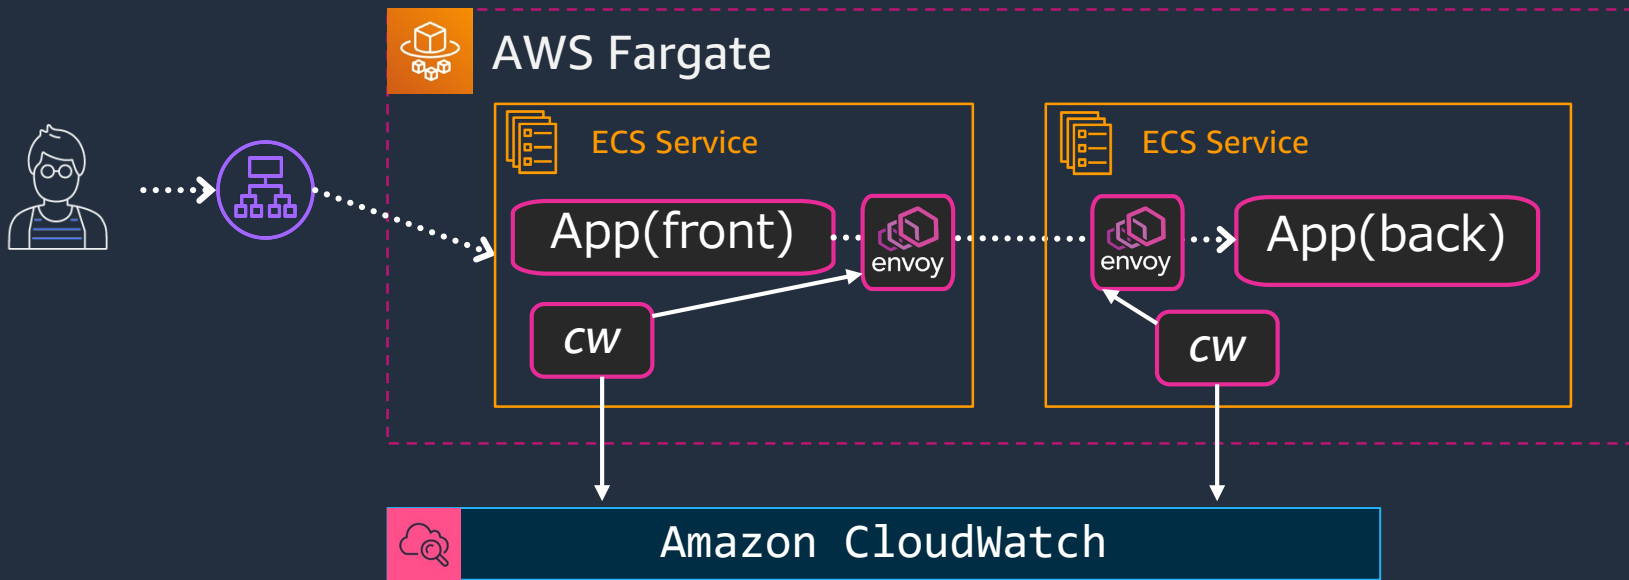 AWS Fargate
ECS Service
App(front)
envoy
cw
ECS Service
envoy
App(back)
cw
Amazon CloudWatch